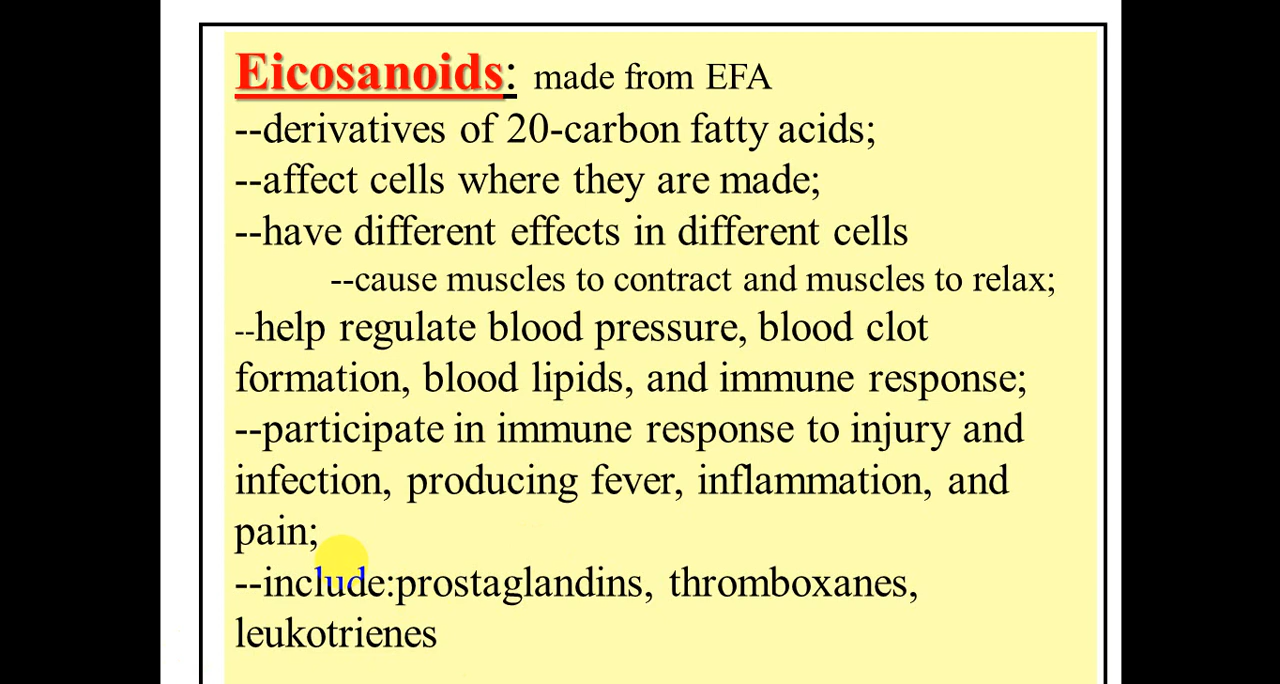 Eicosanoids: made from EFA
--derivatives of 20-carbon fatty acids;
--affect cells where they are made;
--have different effects in different cells
--cause muscles to contract and muscles to relax;
--help regulate blood pressure, blood clot
formation, blood lipids, and immune response;
--participate in immune response to injury and
infection, producing fever, inflammation, and
pain;
--include:prostaglandins, thromboxanes,
leukotrienes